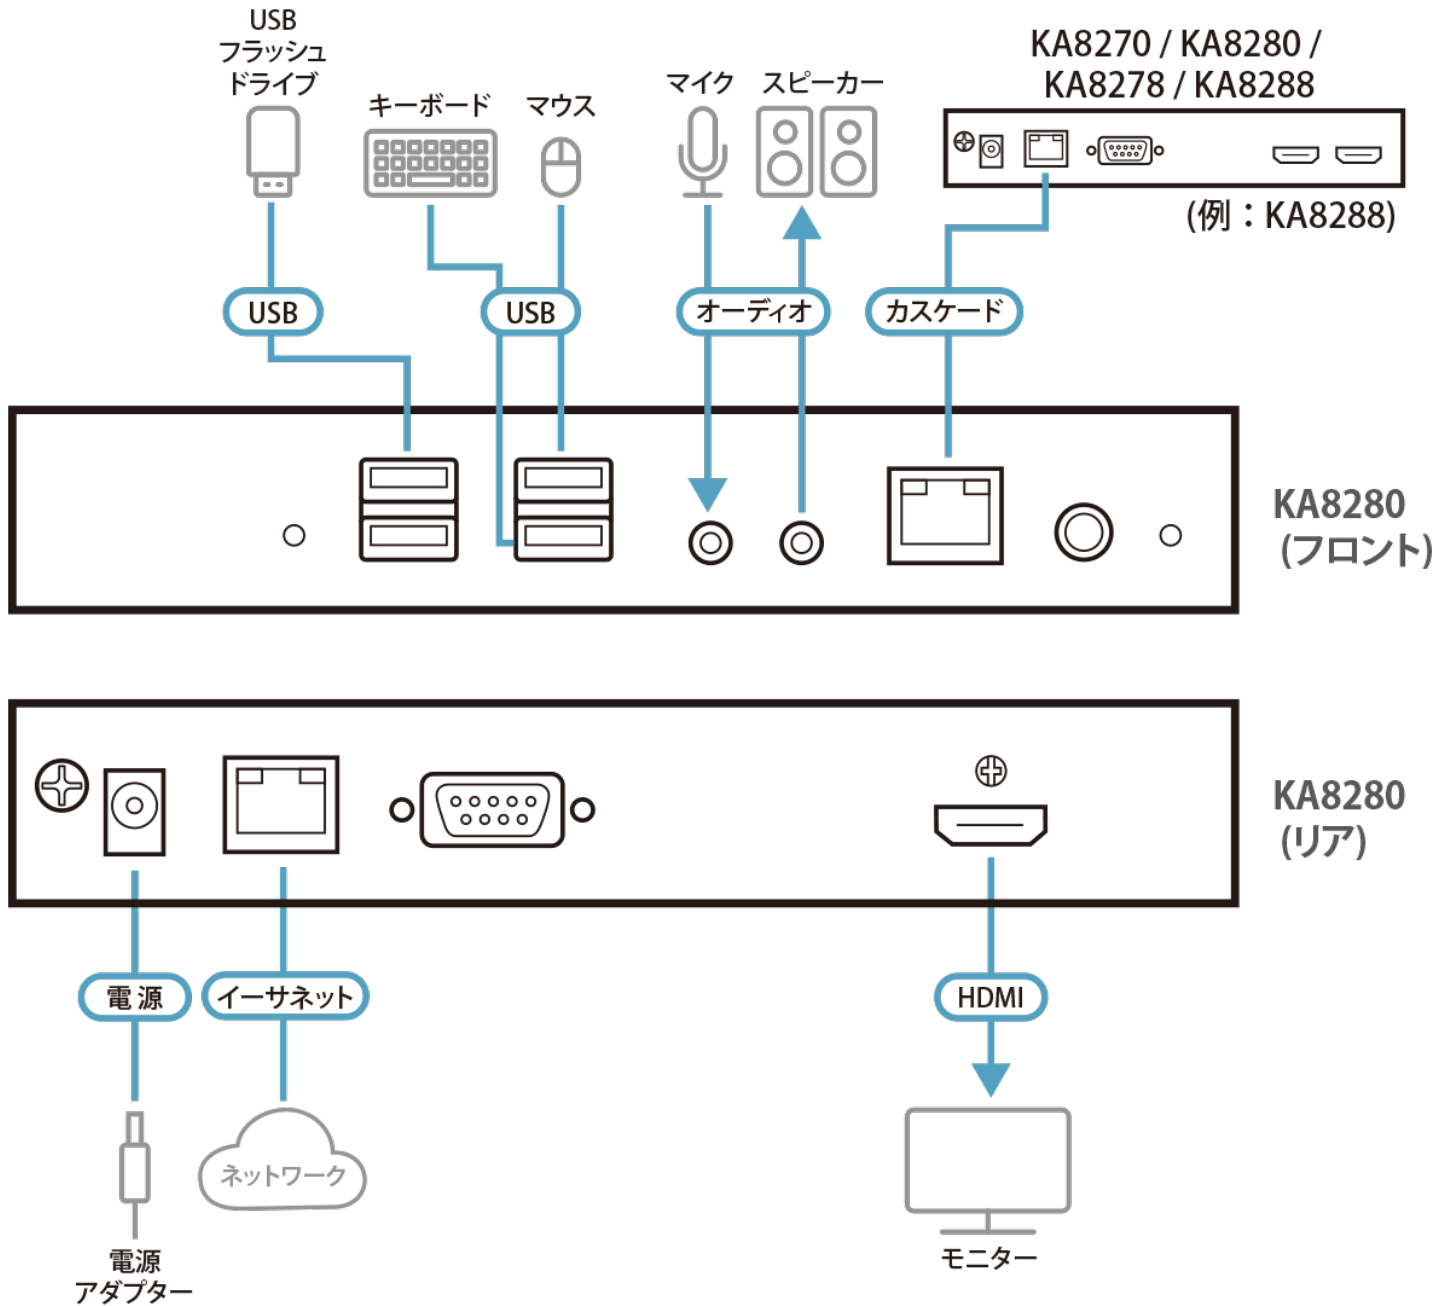 USB
フラッシュ
ドライブ
キーボード
マウス
マイク
スピーカー
KA8270 / KA8280 /
KA8278 / KA8288
(例：KA8288)
USB
USB
オーディオ
カスケード
KA8280
(フロント)
KA8280
(リア)
電源
イーサネット
HDMI
ネットワーク
電源
アダプター
モニター